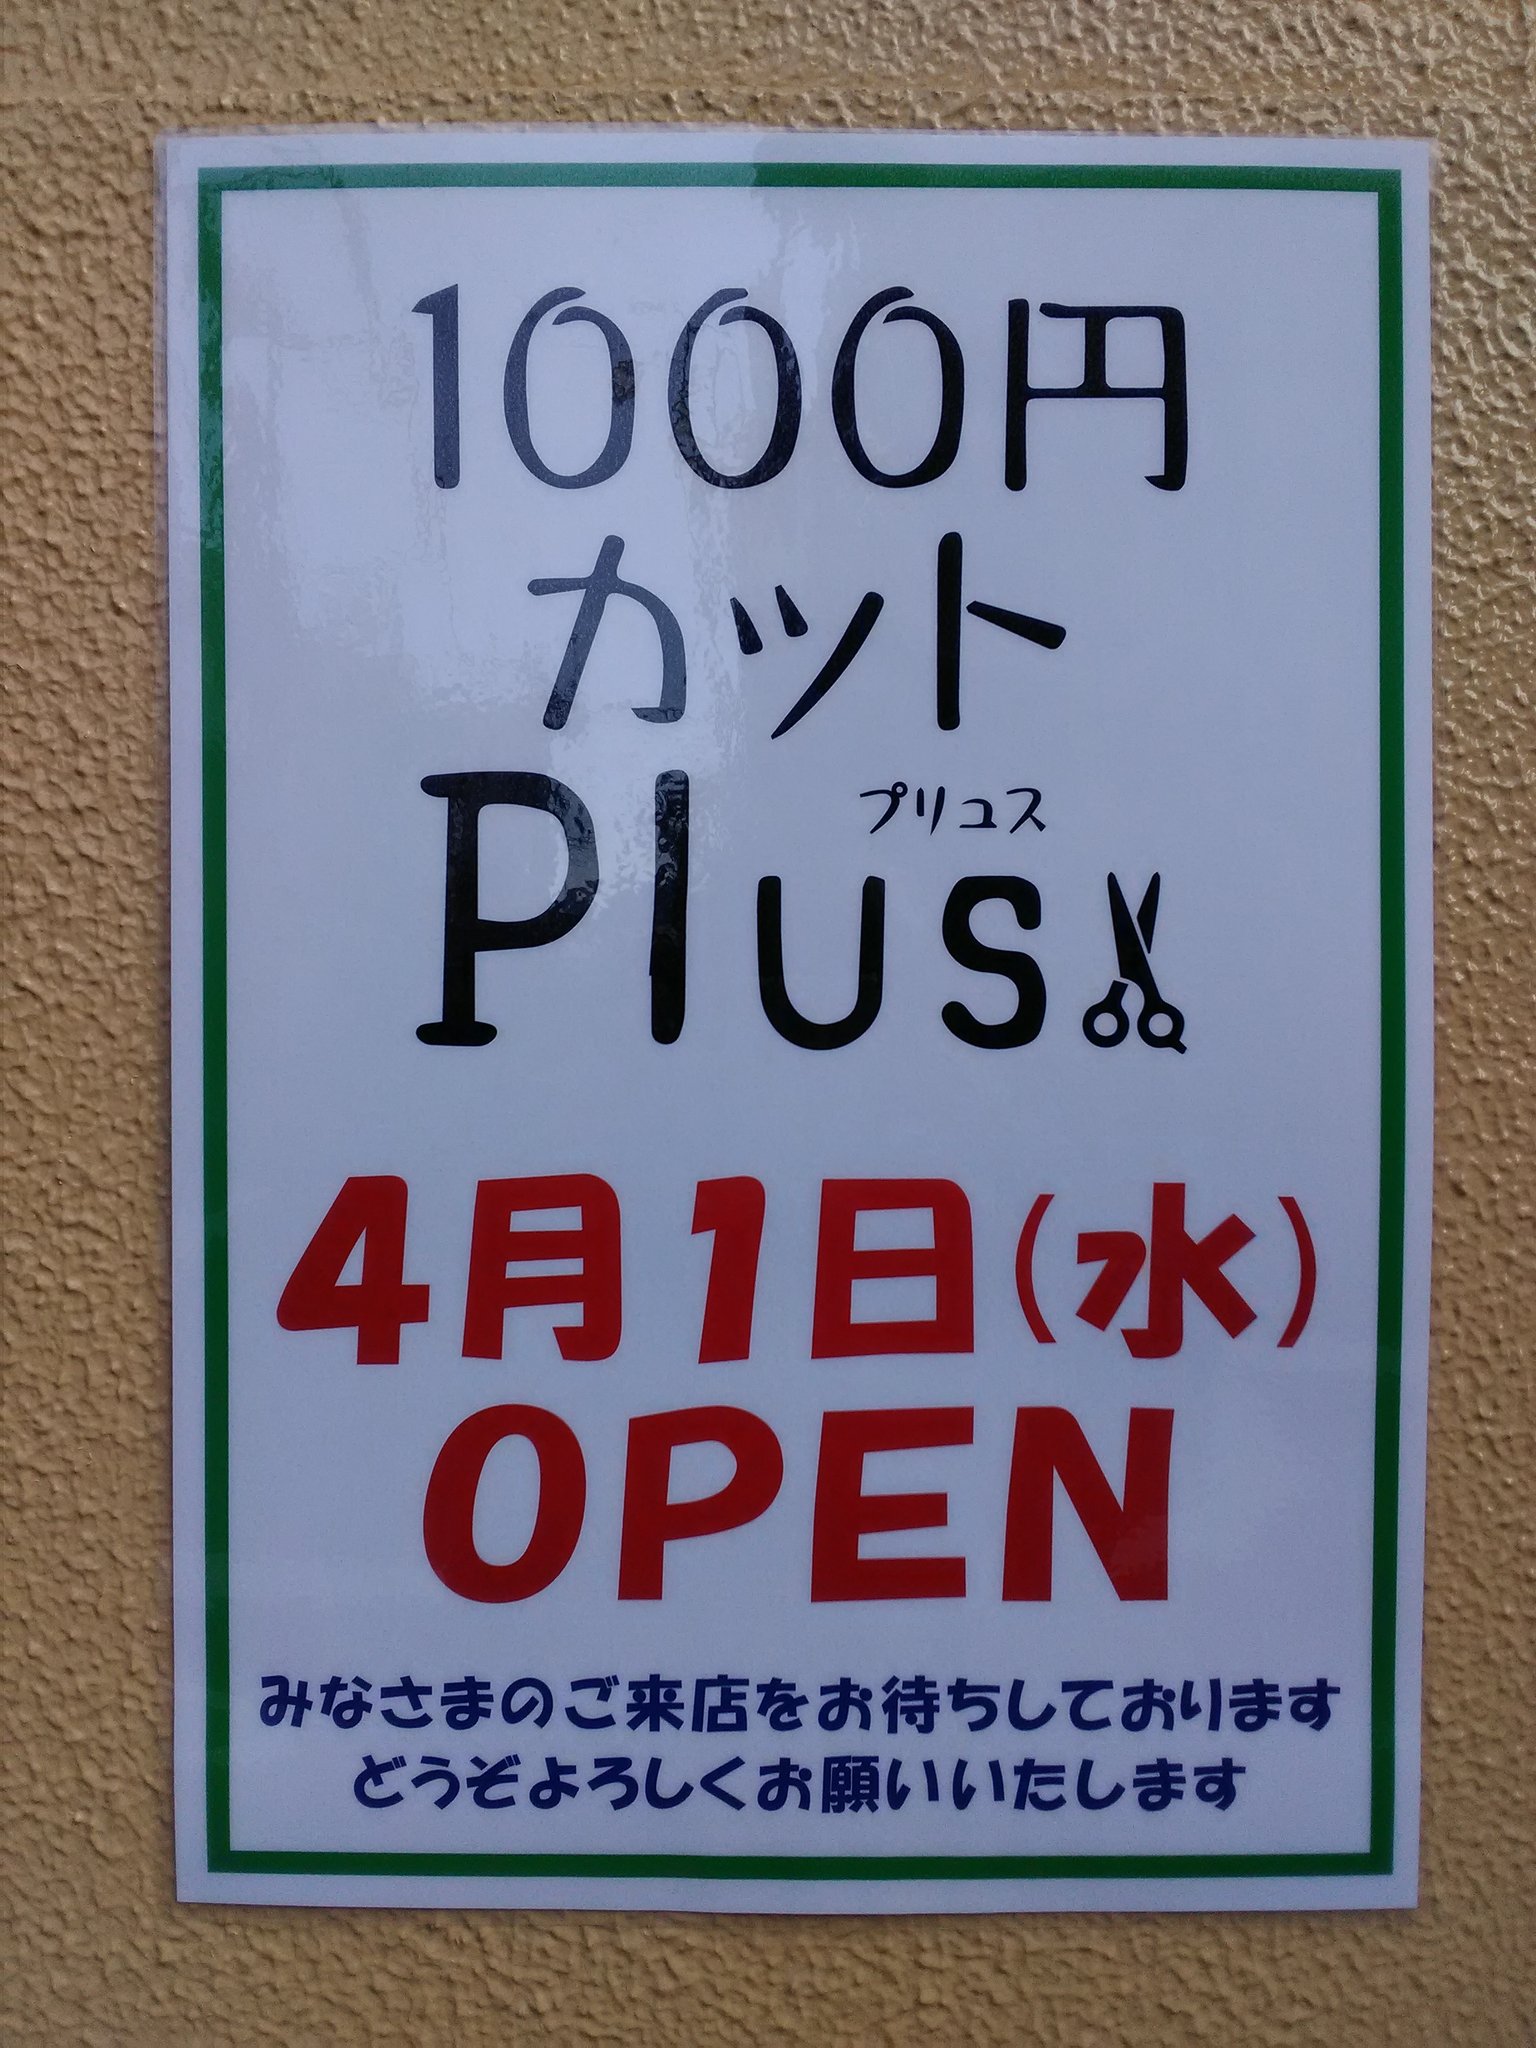 1000円
カット
プリュス
Plus
4月1日(水)
OPEN
みなさまのご来店をお待ちしております
どうぞよろしくお願いいたします